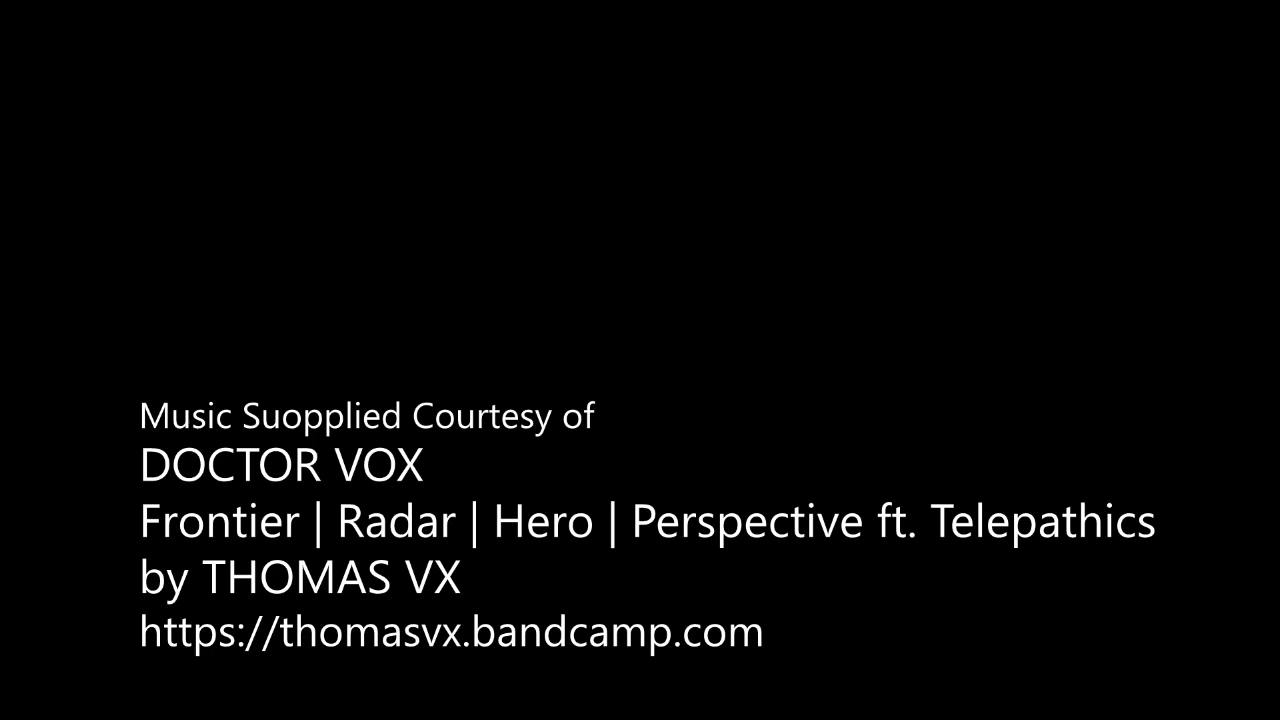 Music Suopplied Courtesy of
DOCTOR VOX
Frontier | Radar | Hero | Perspective ft. Telepathics
by THOMAS VX
https://thomasvx.bandcamp.com